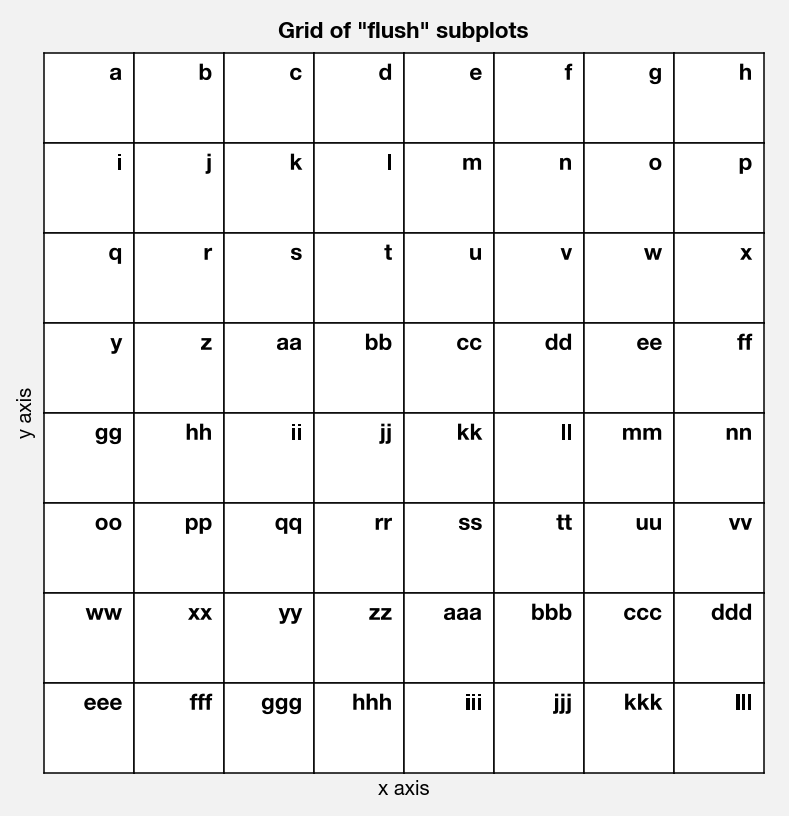 Grid of "flush" subplots
a b c d e f g h
i j k l m n o p
q r s t u v w x
y z aa bb cc dd ee ff
gg hh ii jj kk ll mm nn
oo pp qq rr ss tt uu vv
ww xx yy zz aaa bbb ccc ddd
eee fff ggg hhh iii jjj kkk lll
y axis
x axis